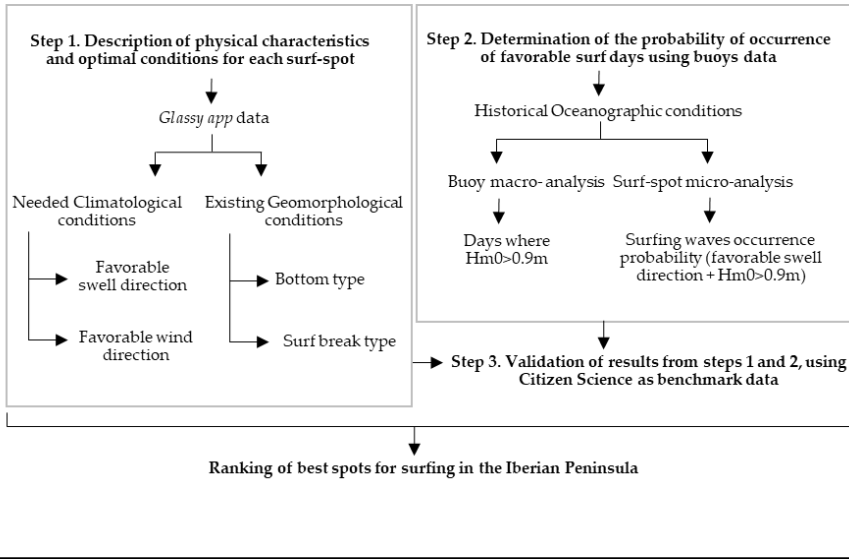 Step 1. Description of physical characteristics
and optimal conditions for each surf-spot
Glassy app data
Needed Climatological
conditions
Existing Geomorphological
conditions
Favorable
swell direction
Favorable wind
direction
Bottom type
Surf break type
Step 2. Determination of the probability of occurrence
of favorable surf days using buoys data
Historical Oceanographic conditions
Buoy macro- analysis
Surf-spot micro-analysis
Days where
Hm0>0.9m
Surfing waves occurrence
probability (favorable swell
direction + Hm0>0.9m)
Step 3. Validation of results from steps 1 and 2, using
Citizen Science as benchmark data
Ranking of best spots for surfing in the Iberian Peninsula